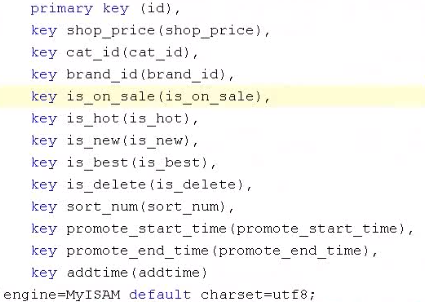 primary key (id),
key shop_price(shop_price),
key cat_id(cat_id),
key brand_id(brand_id),
key is_on_sale(is_on_sale),
key is_hot(is_hot),
key is_new(is_new),
key is_best(is_best),
key is_delete(is_delete),
key sort_num(sort_num),
key promote_start_time(promote_start_time),
key promote_end_time(promote_end_time),
key addtime(addtime)
engine=MyISAM default charset=utf8;